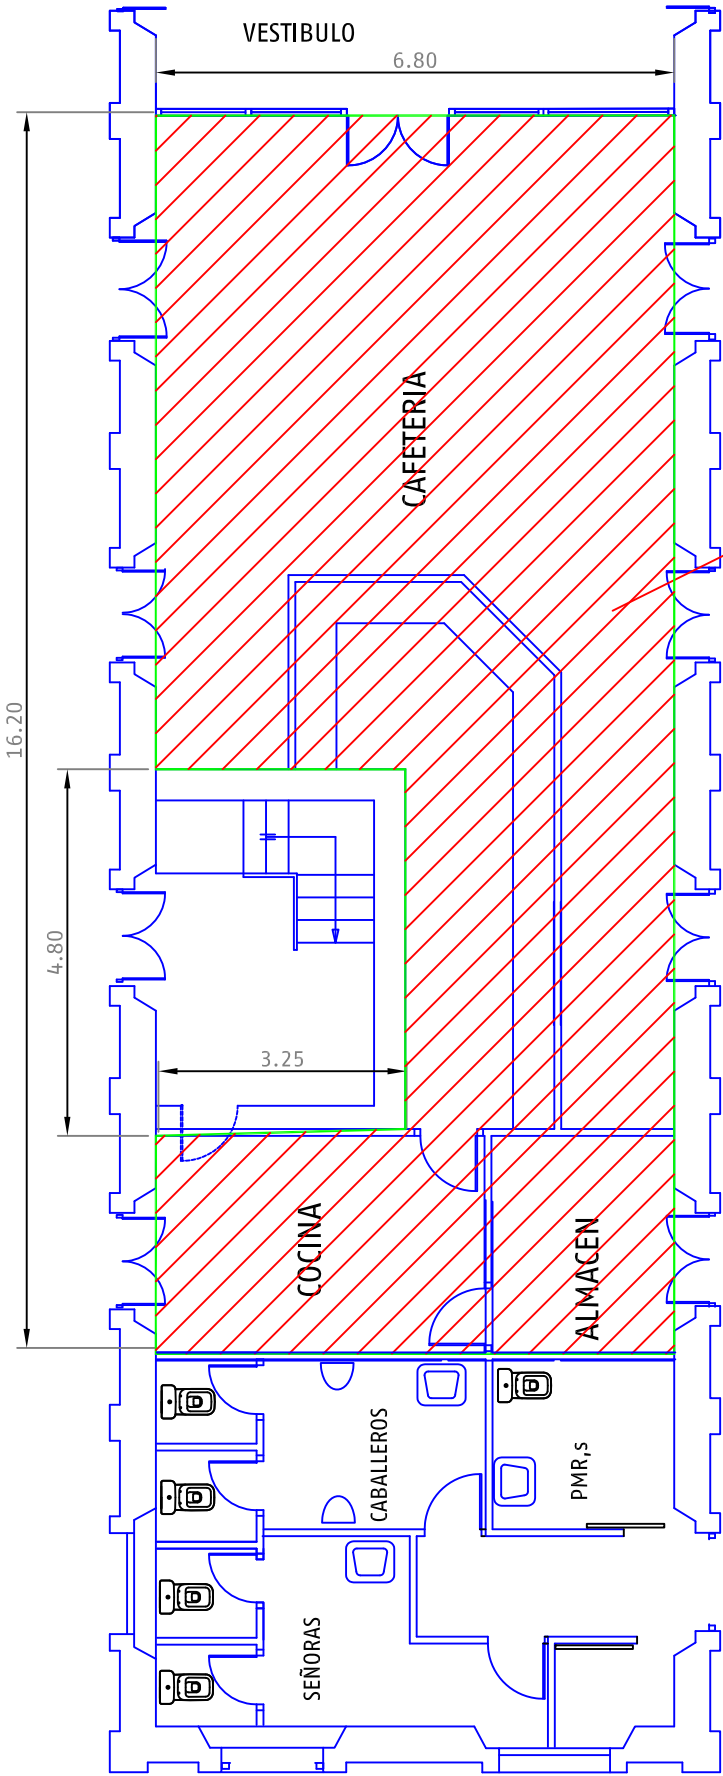 VESTIBULO
6.80
CAFETERIA
16.20
4.80
3.25
COCINA
ALMACEN
CABALLEROS
PMR,s
SEÑORAS